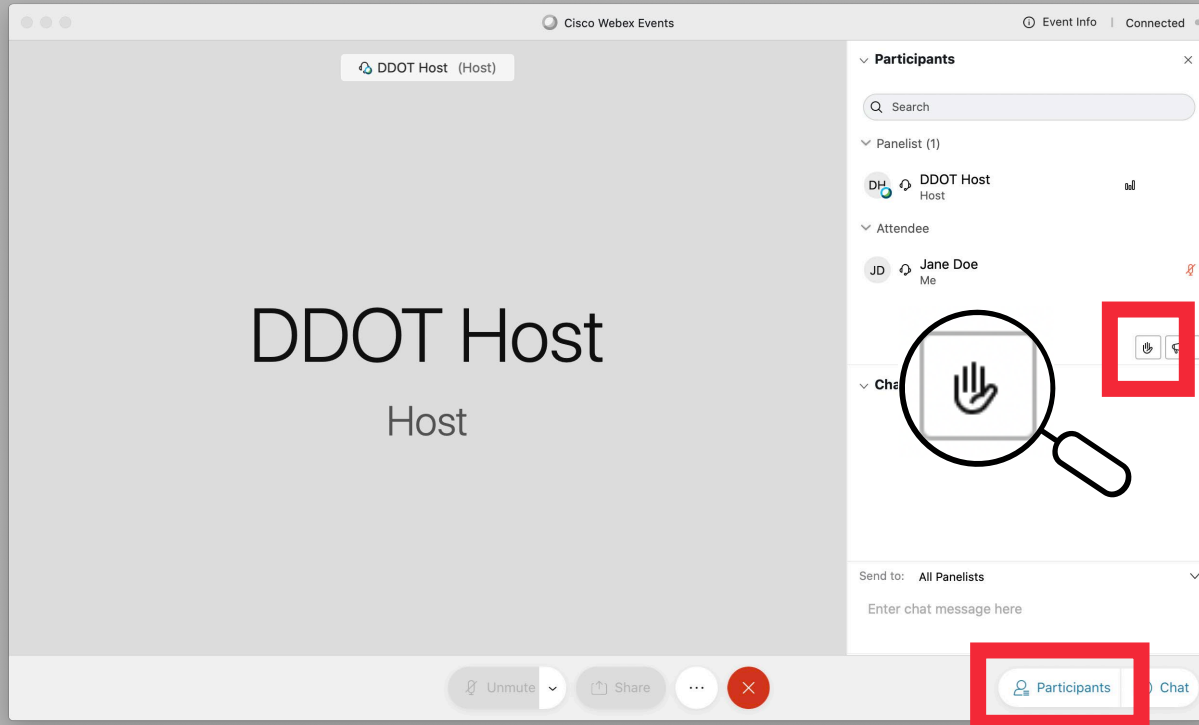 Cisco Webex Events
Event Info
Connected
DDOT Host (Host)
Participants
Search
Panelist (1)
DH
DDOT Host
Host
Attendee
JD
Jane Doe
Me
DDOT Host
Host
Cha
Send to: All Panelists
Enter chat message here
Unmute
Share
Participants
Chat